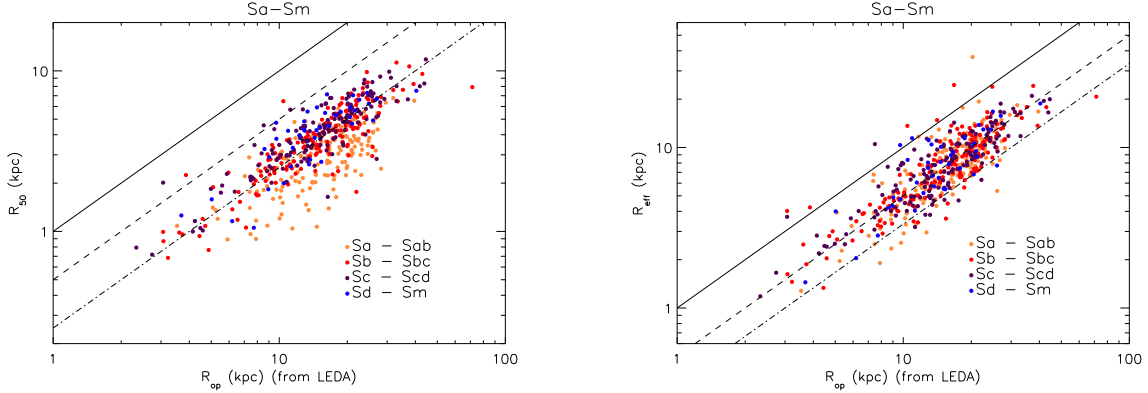 Sa−Sm
10
1
R50 (kpc)
Sa − Sab
Sb − Sbc
Sc − Scd
Sd − Sm
1 10 100
Rop (kpc) (from LEDA)
Sa−Sm
10
1
Reff (kpc)
Sa − Sab
Sb − Sbc
Sc − Scd
Sd − Sm
1 10 100
Rop (kpc) (from LEDA)